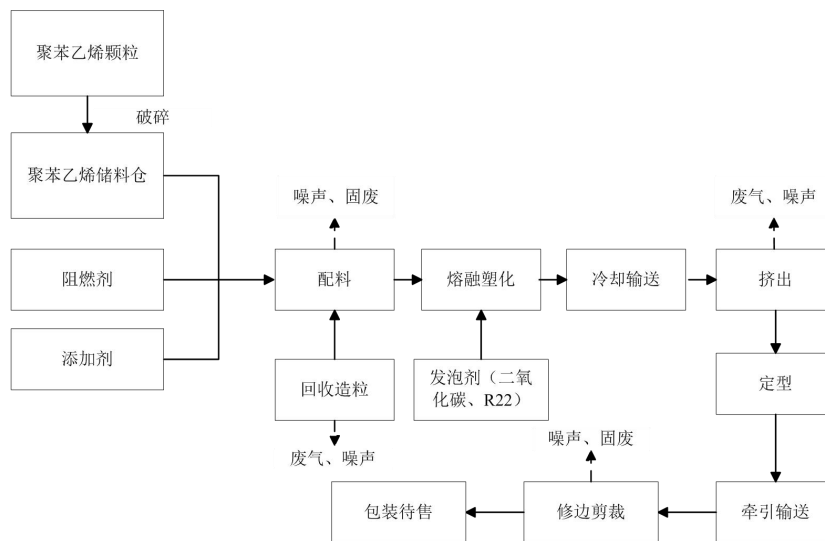 聚苯乙烯颗粒
破碎
聚苯乙烯储料仓
噪声、固废
废气、噪声
阻燃剂
配料
熔融塑化
冷却输送
挤出
添加剂
回收造粒
发泡剂（二氧
化碳、R22）
定型
废气、噪声
噪声、固废
包装待售
修边剪裁
牵引输送